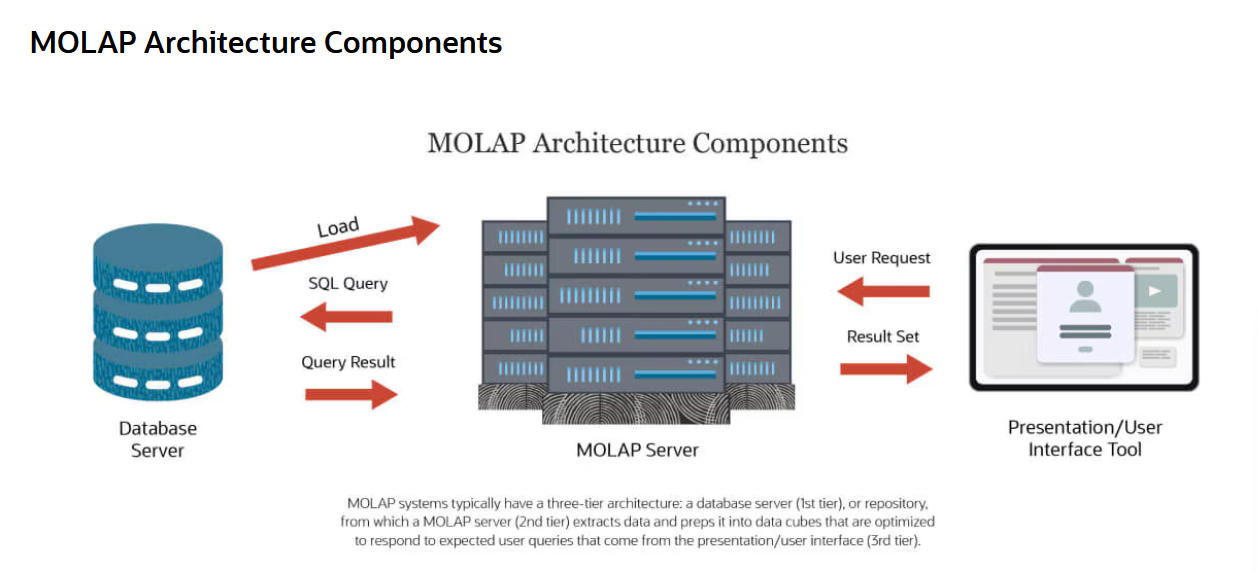 MOLAP Architecture Components
MOLAP Architecture Components
Load
SQL Query
Query Result
User Request
Result Set
Database
Server
MOLAP Server
Presentation/User
Interface Tool
MOLAP systems typically have a three-tier architecture: a database server (1st tier), or repository,
from which a MOLAP server (2nd tier) extracts data and preps it into data cubes that are optimized
to respond to expected user queries that come from the presentation/user interface (3rd tier).